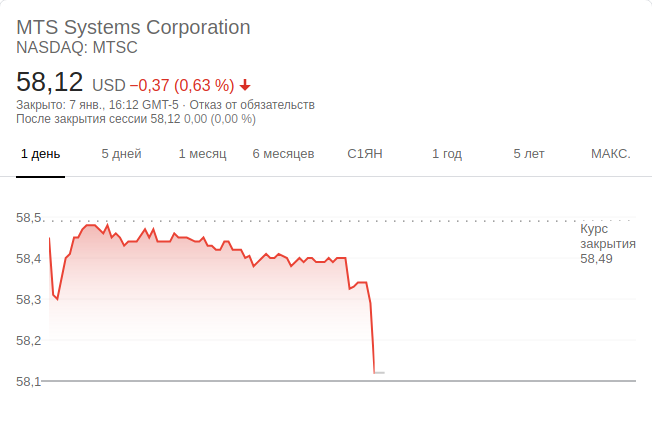 MTS Systems Corporation
NASDAQ: MTSC
58,12 USD −0,37 (0,63 %)
Закрыто: 7 янв., 16:12 GMT-5 · Отказ от обязательств
После закрытия сессии 58,12 0,00 (0,00 %)
1 день 5 дней 1 месяц 6 месяцев С1ЯН 1 год 5 лет МАКС.
58,5
Курс
закрытия
58,49
58,4
58,3
58,2
58,1